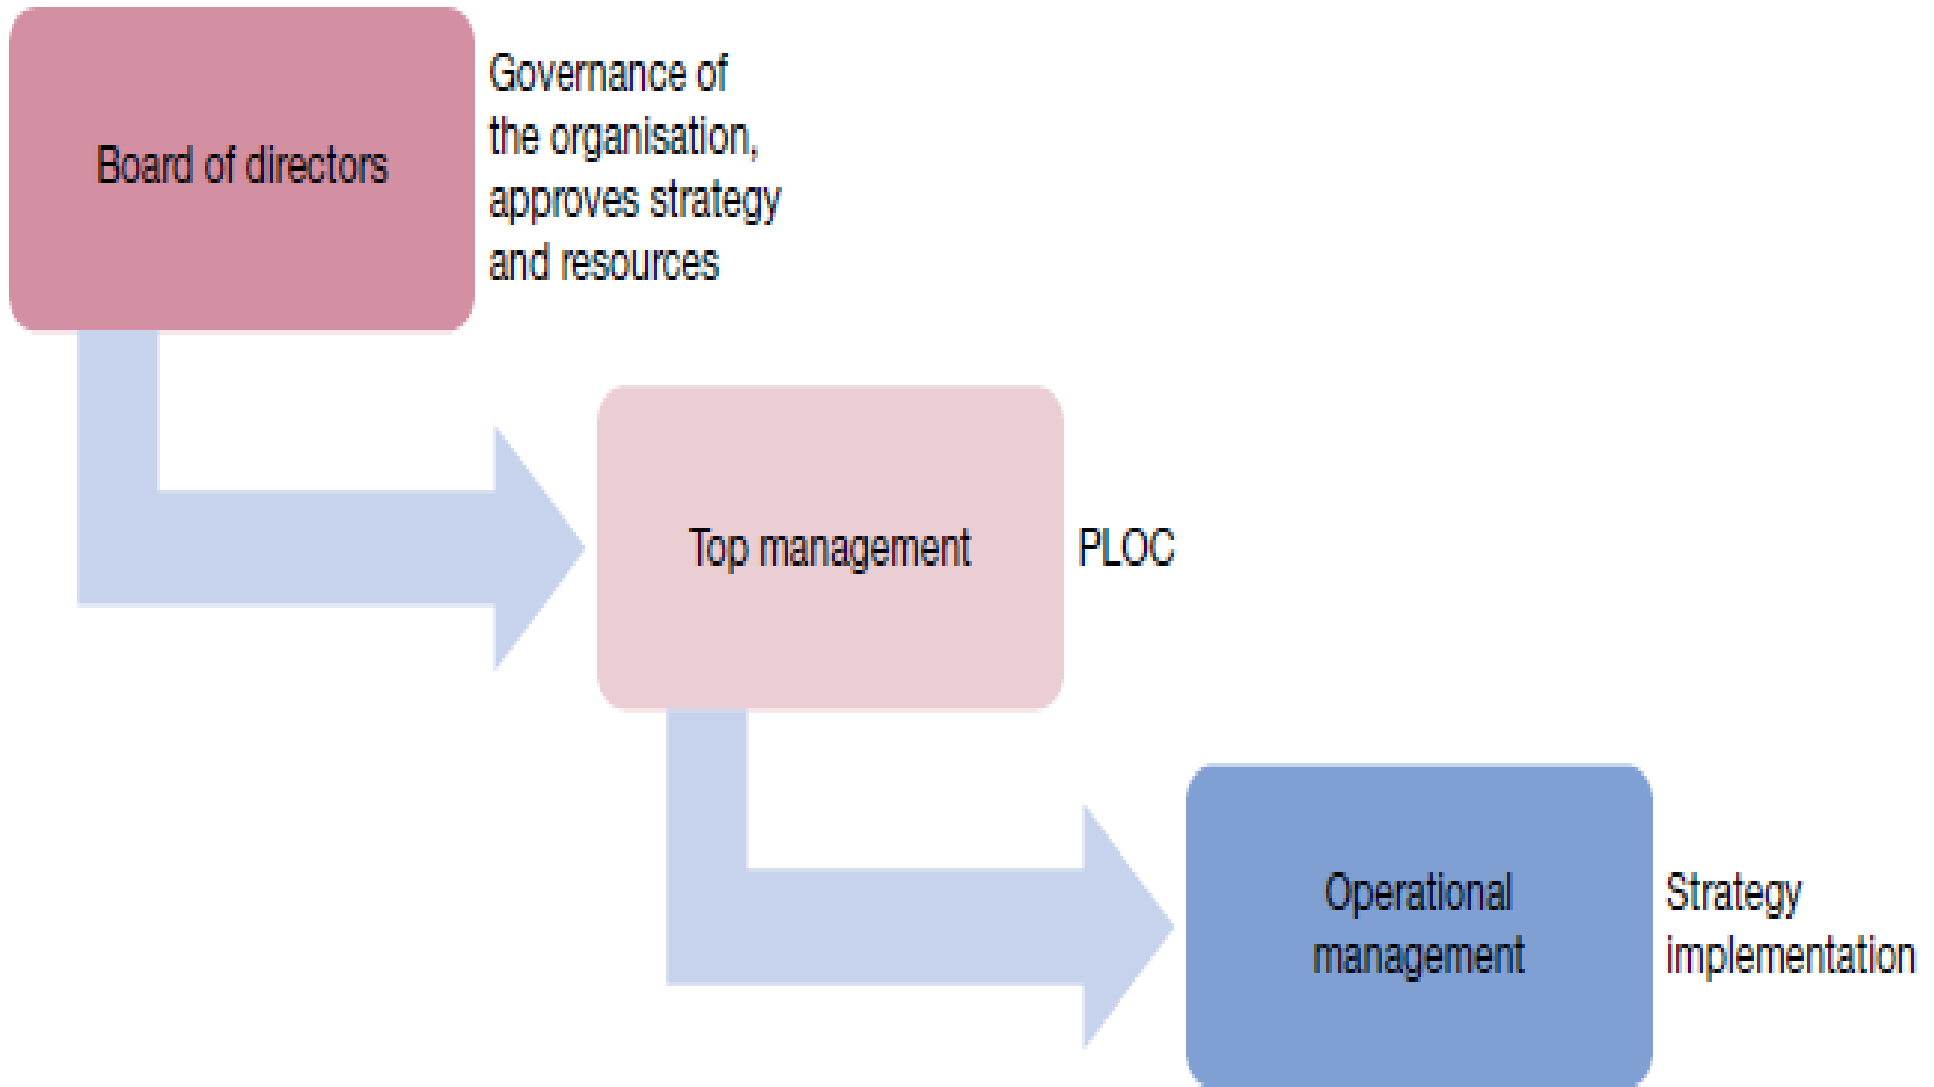 Board of directors
Governance of
the organisation,
approves strategy
and resources
Top management
PLOC
Operational
management
Strategy
implementation